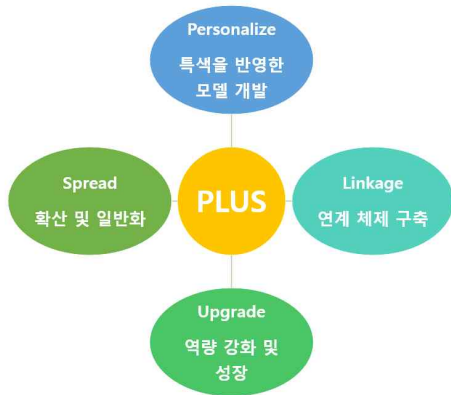 Personalize
특색을 반영한
모델 개발
Spread
확산 및 일반화
PLUS
Linkage
연계 체제 구축
Upgrade
역량 강화 및
성장